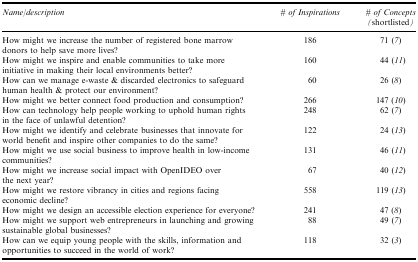 Name/description # of Inspirations # of Concepts
(shortlisted)
How might we increase the number of registered bone marrow 186 71 (7)
donors to help save more lives?
How might we inspire and enable communities to take more 160 44 (11)
initiative in making their local environments better?
How can we manage e-waste & discarded electronics to safeguard 60 26 (8)
human health & protect our environment?
How might we better connect food production and consumption? 266 147 (10)
How can technology help people working to uphold human rights 248 62 (7)
in the face of unlawful detention?
How might we identify and celebrate businesses that innovate for 122 24 (13)
world benefit and inspire other companies to do the same?
How might we use social business to improve health in low-income 131 46 (11)
communities?
How might we increase social impact with OpenIDEO over 67 40 (12)
the next year?
How might we restore vibrancy in cities and regions facing 558 119 (13)
economic decline?
How might we design an accessible election experience for everyone? 241 47 (8)
How might we support web entrepreneurs in launching and growing 88 49 (7)
sustainable global businesses?
How can we equip young people with the skills, information and 118 32 (3)
opportunities to succeed in the world of work?